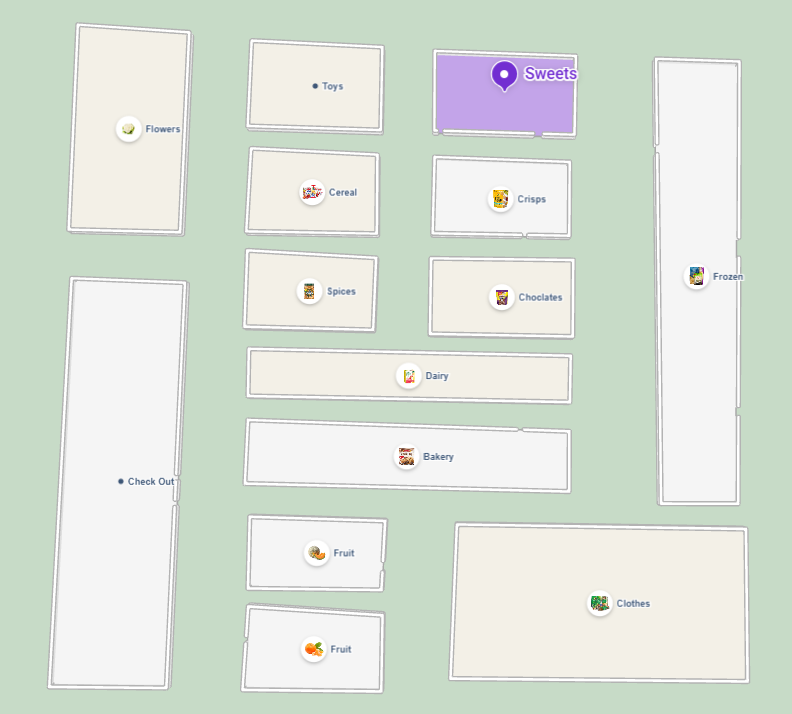 Sweets
Toys
Flowers
Cereal
Crisps
Frozen
Spices
Choclates
Dairy
Bakery
Check Out
Fruit
Clothes
Fruit